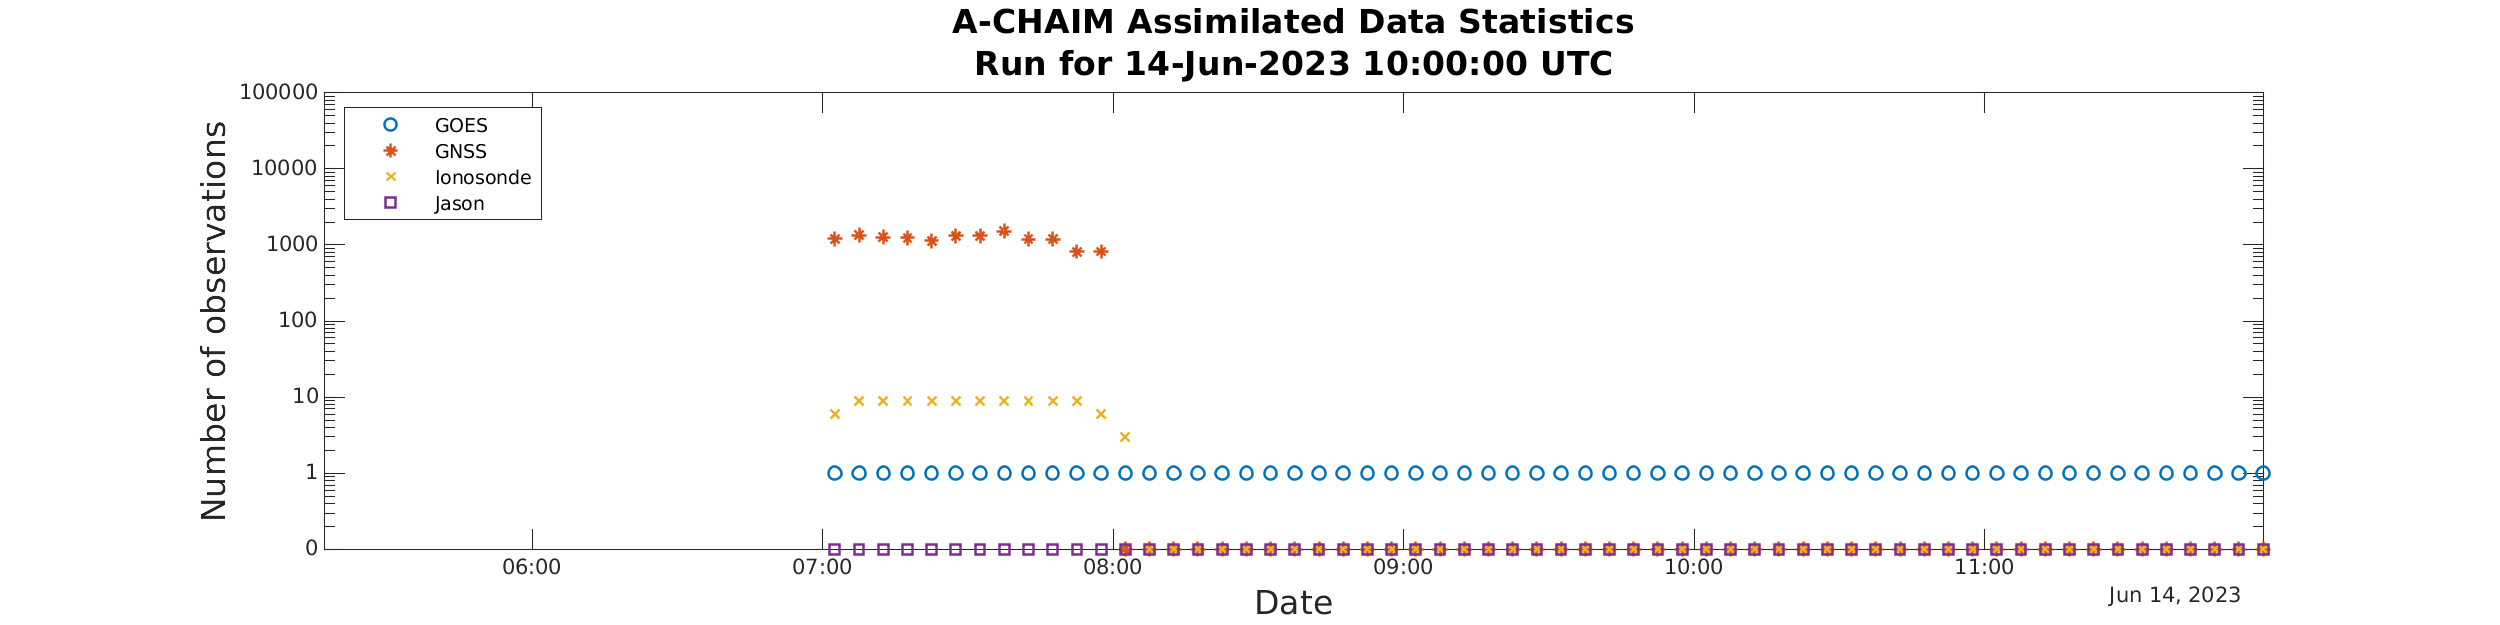 A-CHAIM Assimilated Data Statistics
Run for 14-Jun-2023 10:00:00 UTC
Number of observations
100000
10000
1000
100
10
1
0
GOES
GNSS
Ionosonde
Jason
06:00
07:00
08:00
09:00
10:00
11:00
Date
Jun 14, 2023